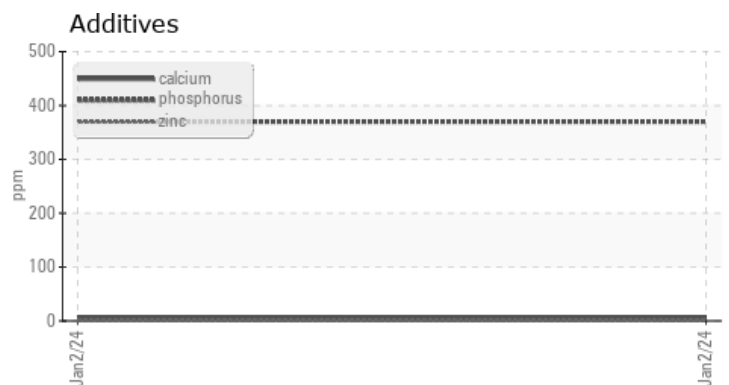 Additives
500
400
300
200
100
0
ppm
calcium
phosphorus
zinc
Jan2/24
Jan2/24